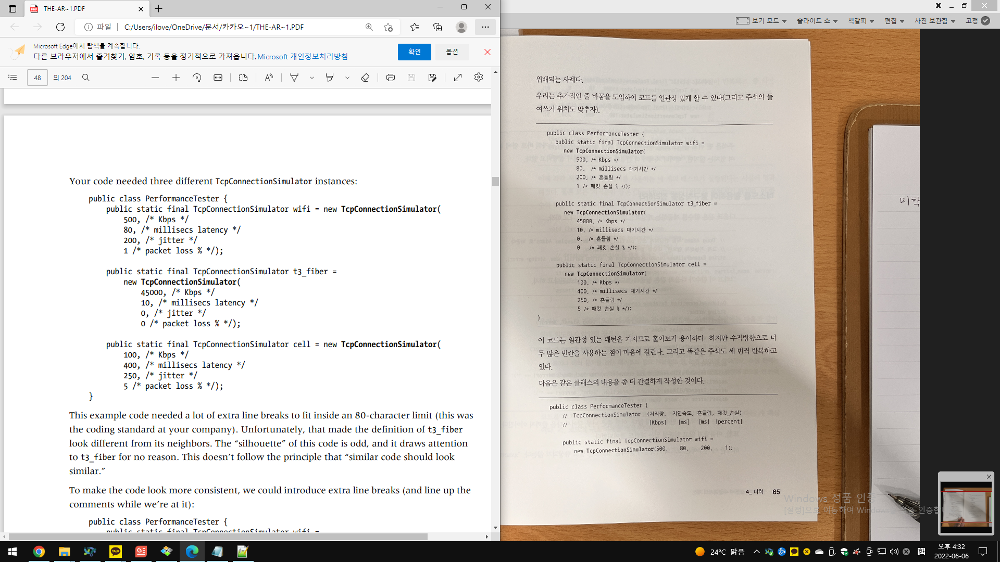 THE-AR~1.PDF
파일
C:/Users/ilove/OneDrive/문서/카카오~1/THE-AR~1.PDF
Microsoft Edge에서 탐색을 계속합니다.
다른 브라우저에서 즐겨찾기, 암호, 기록 등을 정기적으로 가져옵니다. Microsoft 개인정보처리방침
확인
옵션
48 의 204
Your code needed three different TcpConnectionSimulator instances:
public class PerformanceTester {
public static final TcpConnectionSimulator wifi = new TcpConnectionSimulator(
500, /* Kbps */
80, /* millisecs latency */
200, /* jitter */
1 /* packet loss % */);
public static final TcpConnectionSimulator t3_fiber =
new TcpConnectionSimulator(
45000, /* Kbps */
10, /* millisecs latency */
0, /* jitter */
0 /* packet loss % */);
public static final TcpConnectionSimulator cell = new TcpConnectionSimulator(
100, /* Kbps */
400, /* millisecs latency */
250, /* jitter */
5 /* packet loss % */);
}
This example code needed a lot of extra line breaks to fit inside an 80-character limit (this was
the coding standard at your company). Unfortunately, that made the definition of t3_fiber
look different from its neighbors. The “silhouette” of this code is odd, and it draws attention
to t3_fiber for no reason. This doesn’t follow the principle that “similar code should look
similar.”
To make the code look more consistent, we could introduce extra line breaks (and line up the
comments while we’re at it):
public class PerformanceTester {
public static final TcpConnectionSimulator wifi =
보기 모드
슬라이드 쇼
책갈피
편집
사진 보관함
고정
위배되는 사례다.
우리는 추가적인 줄 바꿈을 도입하여 코드를 일관성 있게 할 수 있다(그리고 주석의 들
여쓰기 위치도 맞추자).
public class PerformanceTester {
public static final TcpConnectionSimulator wifi =
new TcpConnectionSimulator(
500, /* Kbps */
80, /* millisecs 대기시간 */
200, /* 흔들림 */
1 /* 패킷 손실 % */);
public static final TcpConnectionSimulator t3_fiber =
new TcpConnectionSimulator(
45000, /* Kbps */
10, /* millisecs 대기시간 */
0, /* 흔들림 */
0 /* 패킷 손실 % */);
public static final TcpConnectionSimulator cell =
new TcpConnectionSimulator(
100, /* Kbps */
400, /* millisecs 대기시간 */
250, /* 흔들림 */
5 /* 패킷 손실 % */);
}
이 코드는 일관성 있는 패턴을 가지므로 훑어보기 용이하다. 하지만 수직방향으로 너
무 많은 빈칸을 사용하는 점이 마음에 걸린다. 그리고 똑같은 주석도 세 번씩 반복하고
있다.
다음은 같은 클래스의 내용을 좀 더 간결하게 작성한 것이다.
public class PerformanceTester {
// TcpConnectionSimulator (처리량, 지연속도, 흔들림, 패킷_손실)
// [Kbps] [ms] [ms] [percent]
public static final TcpConnectionSimulator wifi =
new TcpConnectionSimulator(500, 80, 200, 1);
4_ 미학 65
미학
Windows 정품 인증
[설정]으로 이동하여 Windows를 정품 인증합
TALK
24°C 맑음
한
오후 4:32
2022-06-06